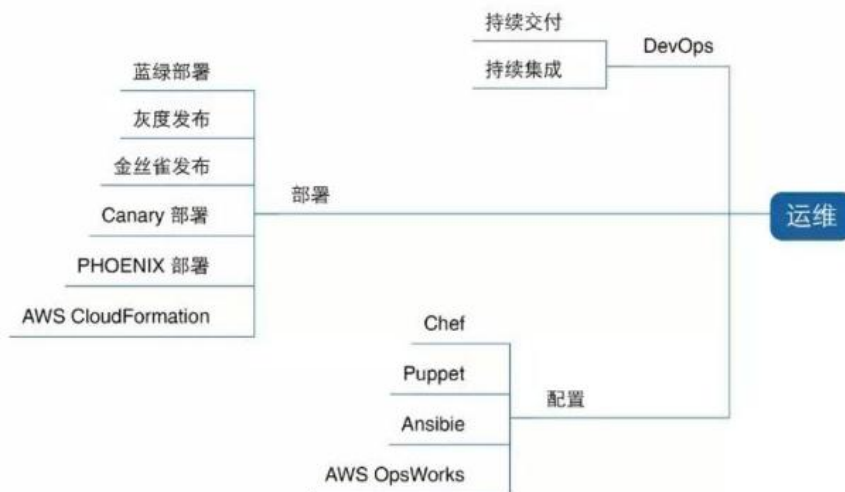 持续交付
DevOps
持续集成
蓝绿部署
灰度发布
金丝雀发布
部署
Canary 部署
PHOENIX 部署
AWS CloudFormation
运维
Chef
Puppet
配置
Ansibie
AWS OpsWorks